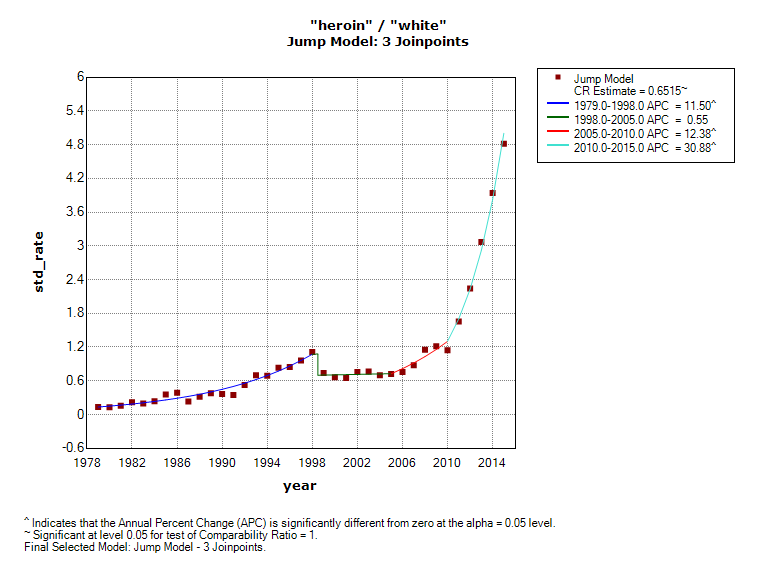 "heroin" / "white"
Jump Model: 3 Joinpoints
Jump Model
CR Estimate = 0.6515~
1979.0-1998.0 APC  = 11.50^
1998.0-2005.0 APC  =  0.55
2005.0-2010.0 APC  = 12.38^
2010.0-2015.0 APC  = 30.88^
std_rate
6
5.4
4.8
4.2
3.6
3
2.4
1.8
1.2
0.6
0
-0.6
1978 1982 1986 1990 1994 1998 2002 2006 2010 2014
year
^ Indicates that the Annual Percent Change (APC) is significantly different from zero at the alpha = 0.05 level.
~ Significant at level 0.05 for test of Comparability Ratio = 1.
Final Selected Model: Jump Model - 3 Joinpoints.